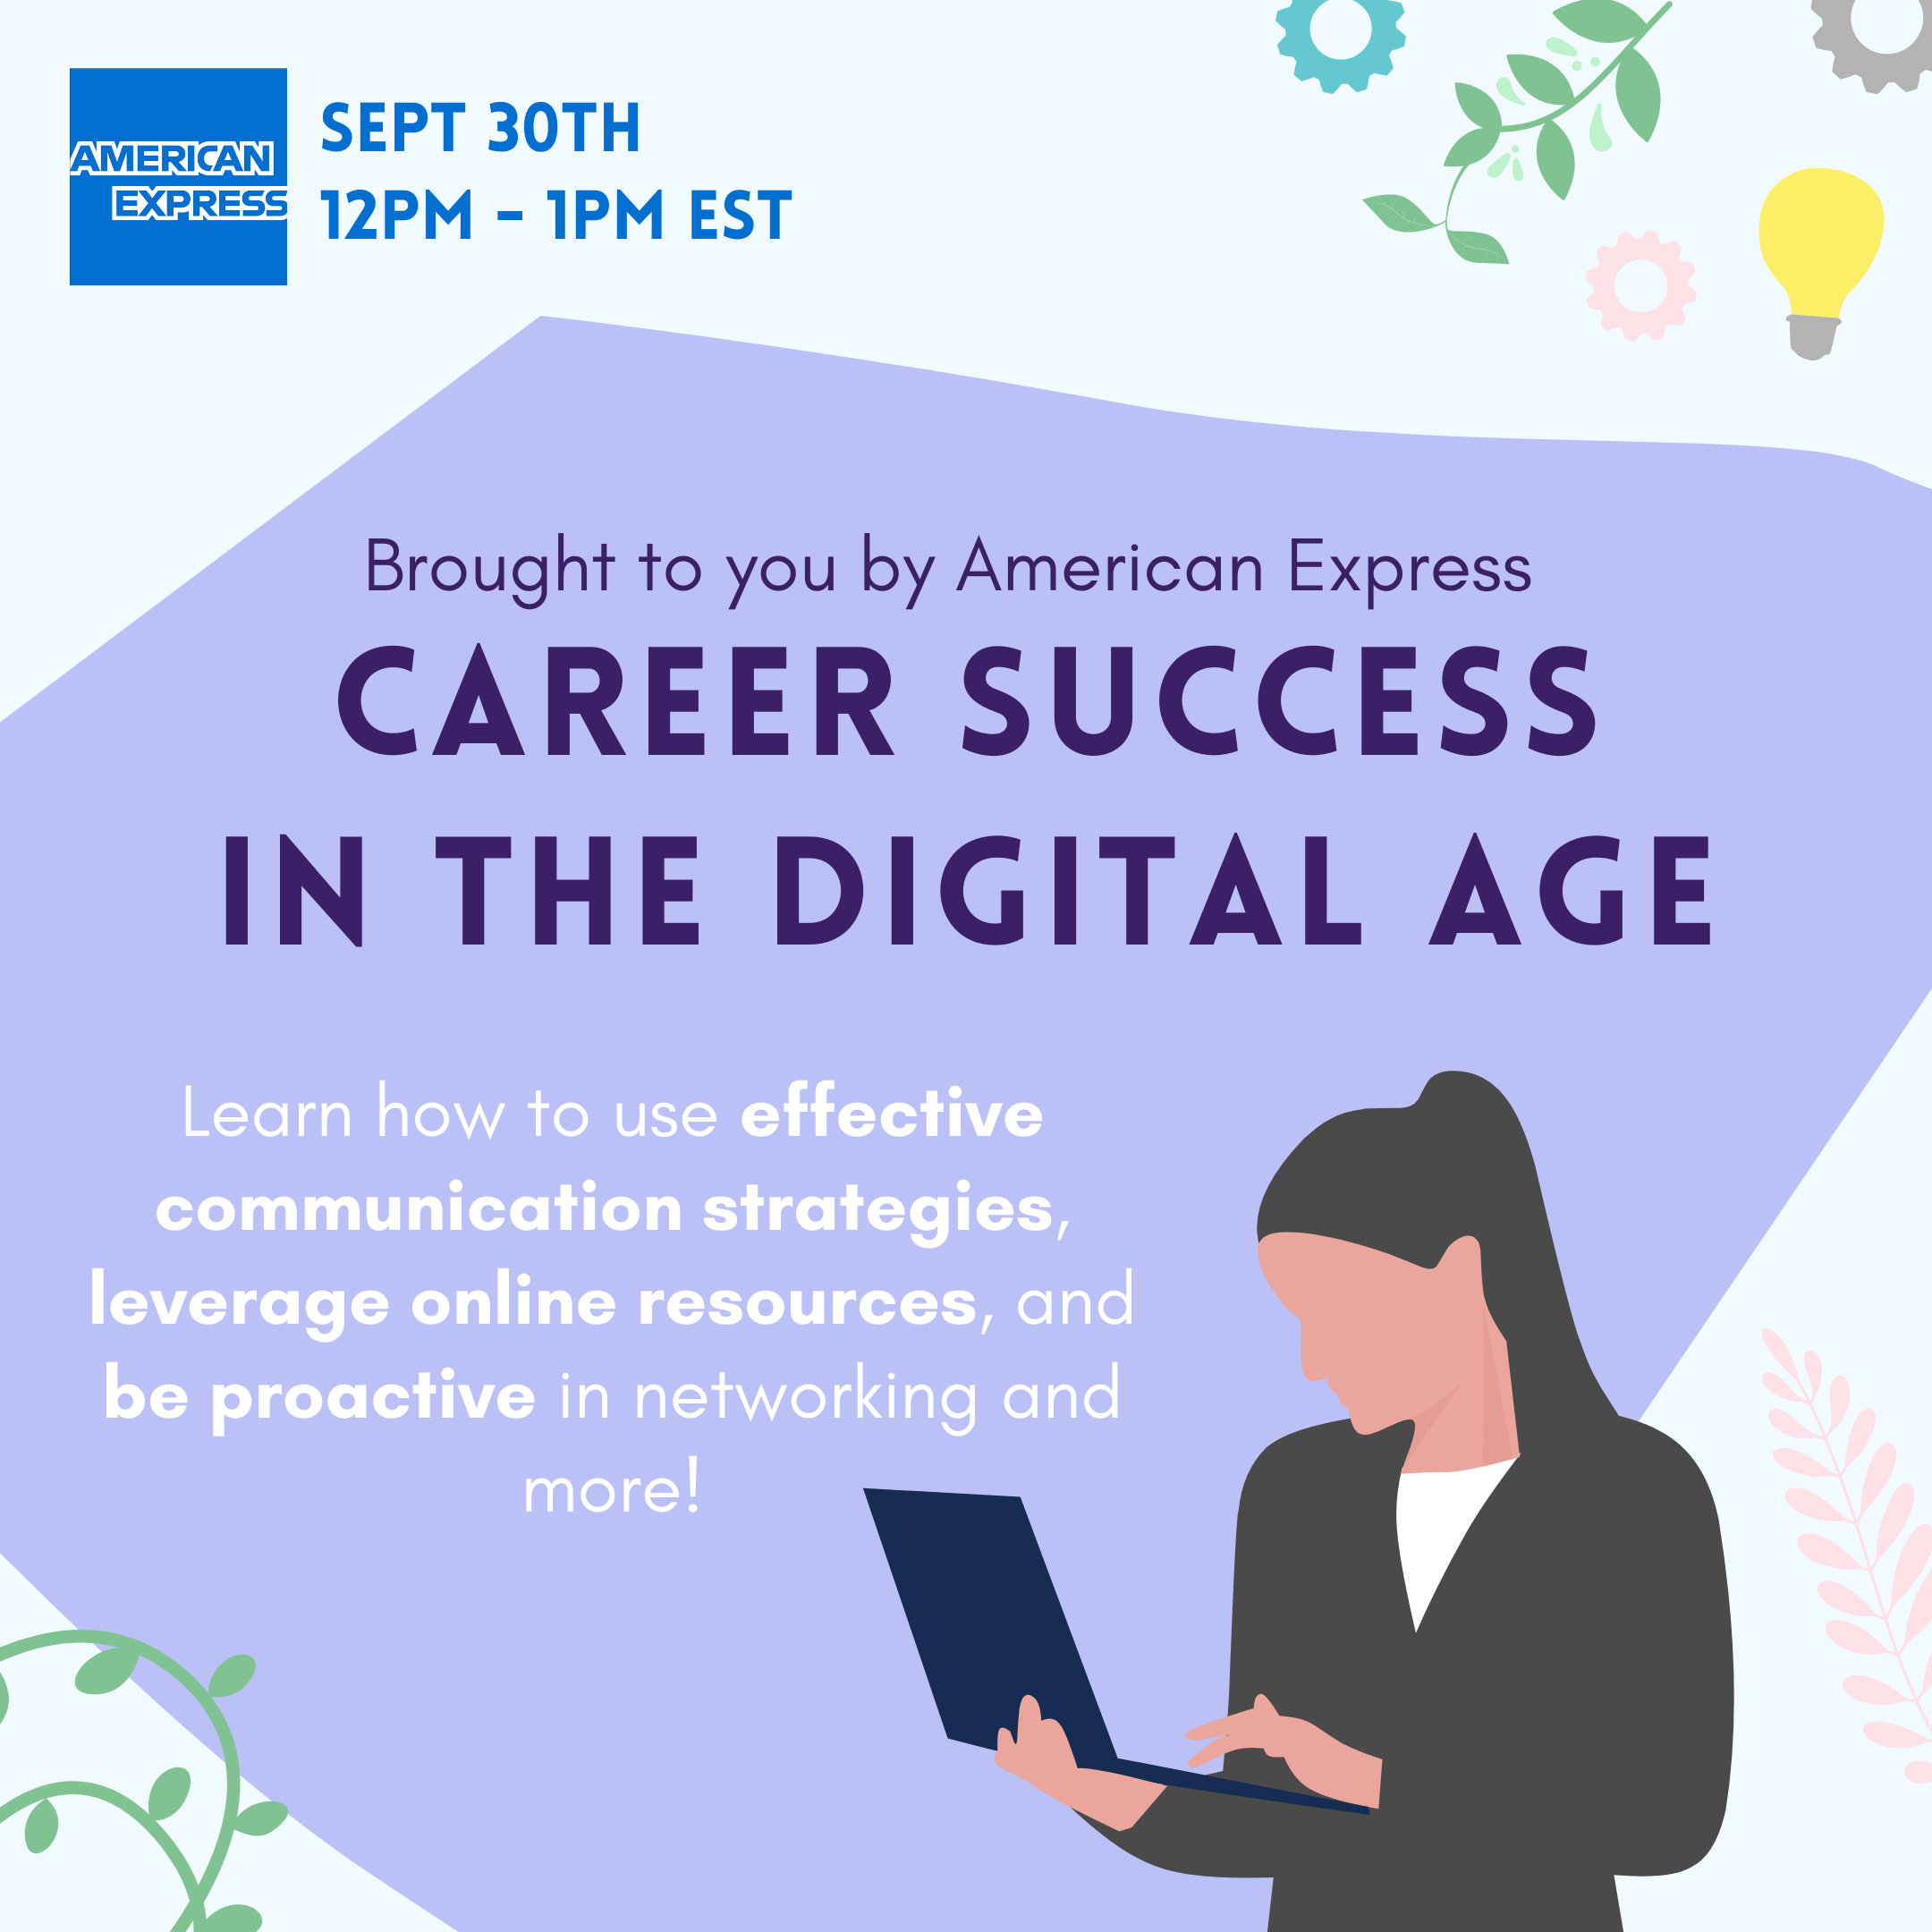 AMERICAN
EXPRESS
SEPT 30TH
12PM - 1PM EST
Brought to you by American Express
CAREER SUCCESS
IN THE DIGITAL AGE
Learn how to use effective
communication strategies,
leverage online resources, and
be proactive in networking and
more!